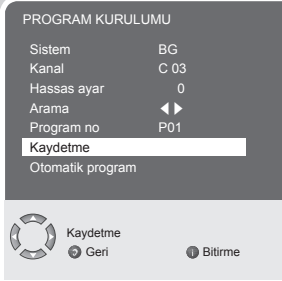 PROGRAM KURULUMU
Sistem BG
Kanal C 03
Hassas ayar 0
Arama ◀ ▶
Program no P01
Kaydetme
Otomatik program
Kaydetme
Geri i Bitirme